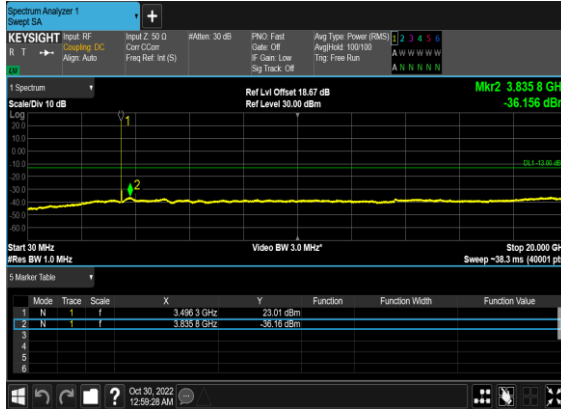 Spectrum Analyzer 1
Swept SA
+
KEYSIGHT Input: RF Input Z: 50 Ω #Atten: 30 dB PNO: Fast Avg Type: Power (RMS) 1 2 3 4 5 6
R T Coupling: DC Corr CCorr Gate: Off Avg|Hold: 100/100 A W W W W W
Align: Auto Freq Ref: Int (S) IF Gain: Low Trig: Free Run
Sig Track: Off A N N N N N
1 Spectrum Ref Lvl Offset 18.67 dB Mkr2 3.835 8 GH
Scale/Div 10 dB Ref Level 30.00 dBm -36.156 dB
Log
20.0
10.0
0.00
-10.0 DL1 -13.00 dB
-20.0
-30.0
-40.0
-50.0
-60.0
1
2
Start 30 MHz Video BW 3.0 MHz* Stop 20.000 GH
#Res BW 1.0 MHz Sweep ~38.3 ms (40001 pt
5 Marker Table
Mode Trace Scale X Y Function Function Width Function Value
1 N 1 f 3.496 3 GHz 23.01 dBm
2 N 1 f 3.835 8 GHz -36.16 dBm
3
4
5
6
? Oct 30, 2022
12:59:28 AM